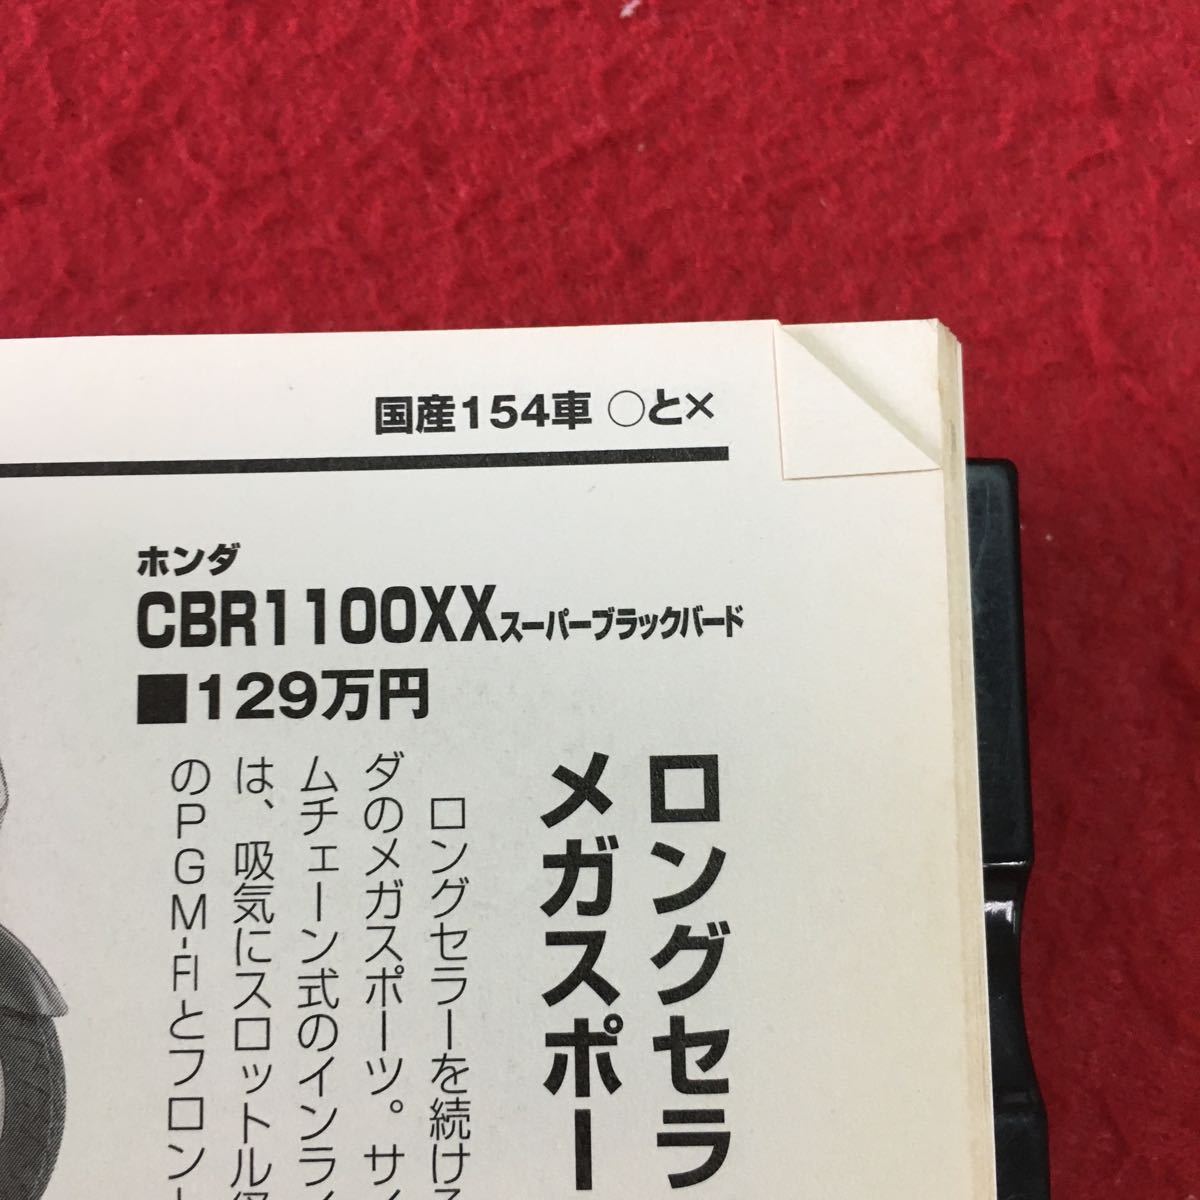 国産154車 ○と×
ホンダ
CBR1100XXスーパーブラックバード
■129万円
ロングセラ
メガスポー
ロングセラーを続ける
ダのメガスポーツ。サイ
ムチェーン式のインライ
は、吸気にスロットル径
のPGM-FIとフロント